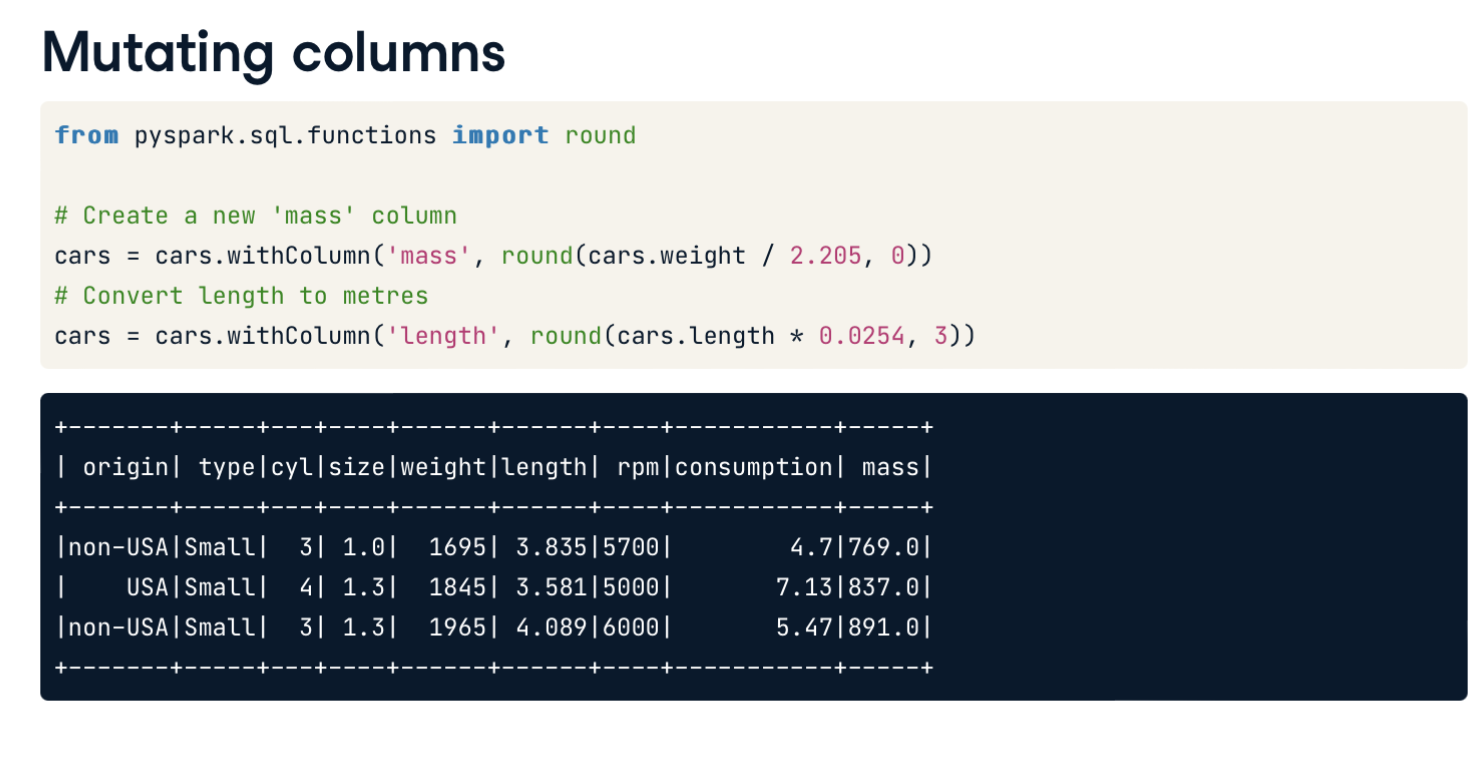 Mutating columns
from pyspark.sql.functions import round
# Create a new 'mass' column
cars = cars.withColumn('mass', round(cars.weight / 2.205, 0))
# Convert length to metres
cars = cars.withColumn('length', round(cars.length * 0.0254, 3))
+-------+-----+---+----+------+------+----+-----------+-----+
| origin| type|cyl|size|weight|length| rpm|consumption| mass|
+-------+-----+---+----+------+------+----+-----------+-----+
|non-USA|Small|  3| 1.0|  1695| 3.835|5700|        4.7|769.0|
|    USA|Small|  4| 1.3|  1845| 3.581|5000|       7.13|837.0|
|non-USA|Small|  3| 1.3|  1965| 4.089|6000|       5.47|891.0|
+-------+-----+---+----+------+------+----+-----------+-----+